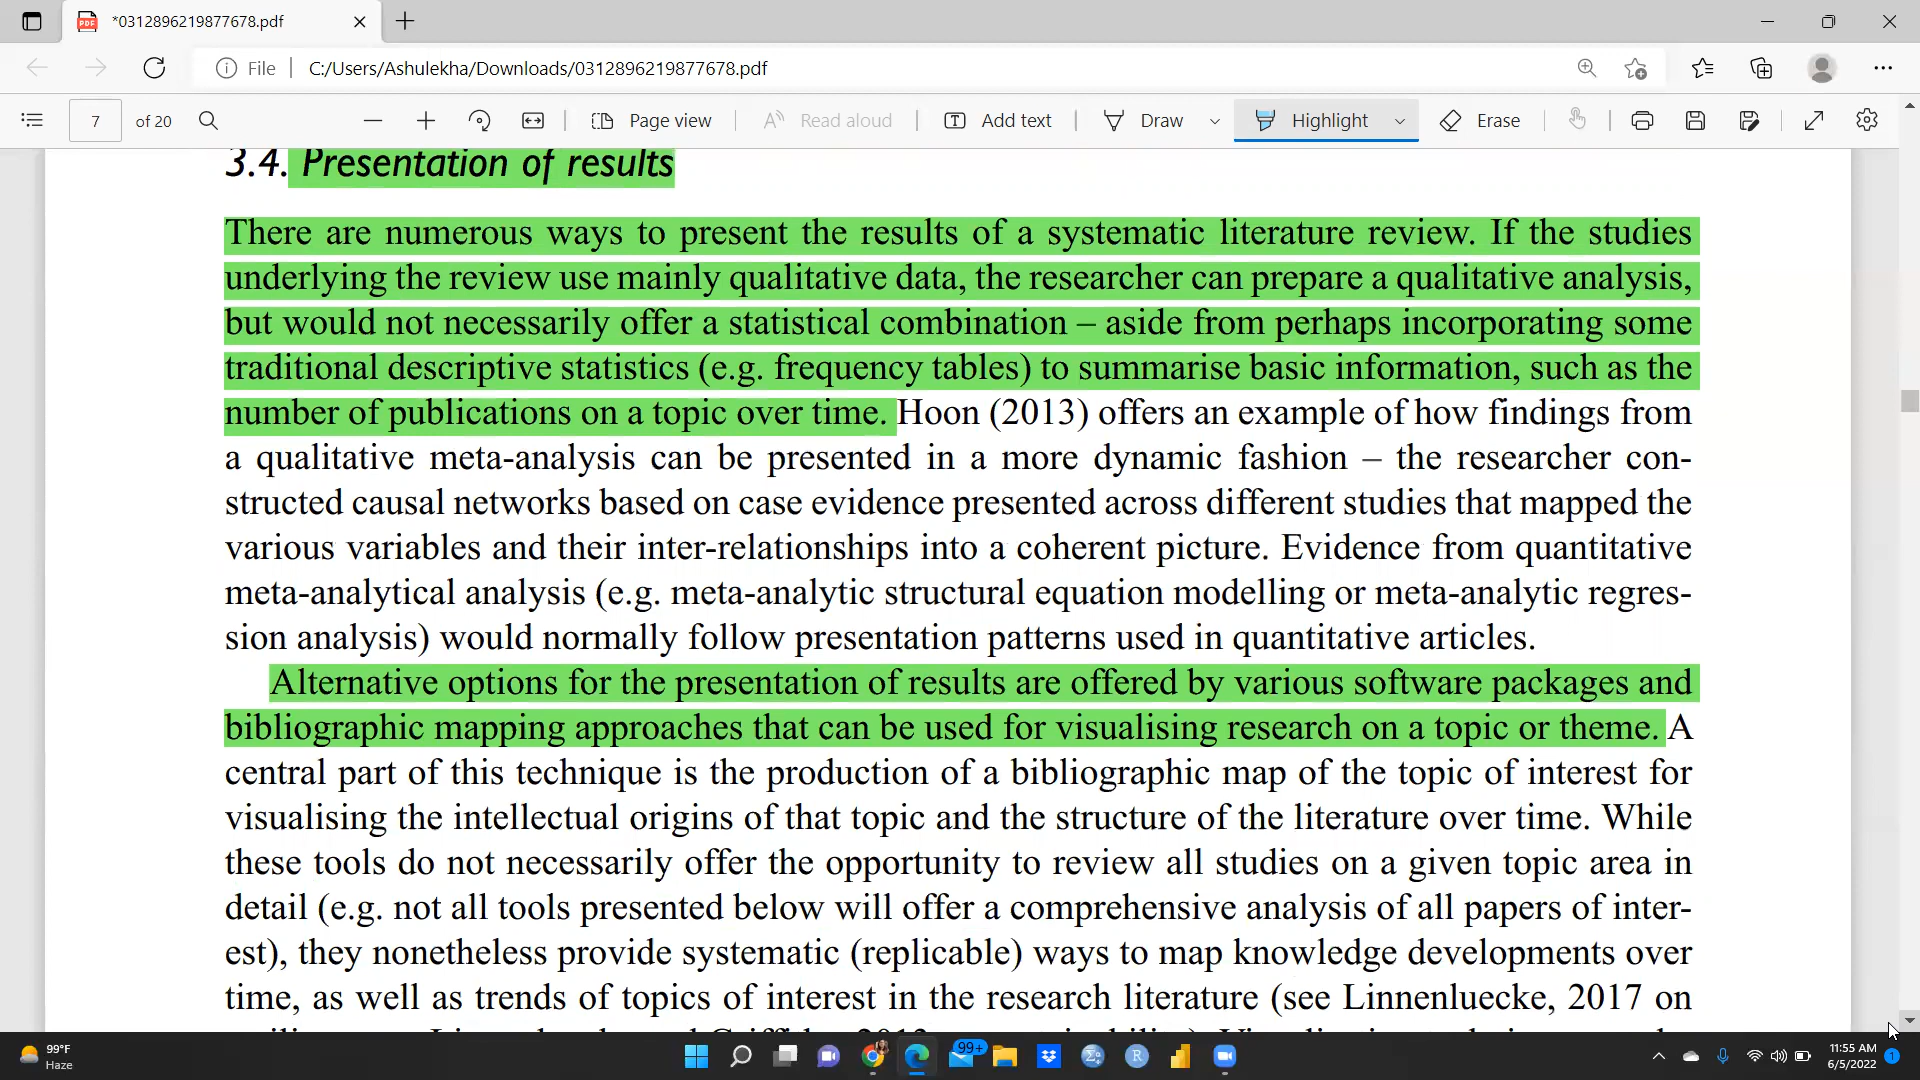 *0312896219877678.pdf
File
C:/Users/Ashulekha/Downloads/0312896219877678.pdf
7
of 20
Page view
Read aloud
Add text
Draw
Highlight
Erase
3.4. Presentation of results
There are numerous ways to present the results of a systematic literature review. If the studies
underlying the review use mainly qualitative data, the researcher can prepare a qualitative analysis,
but would not necessarily offer a statistical combination – aside from perhaps incorporating some
traditional descriptive statistics (e.g. frequency tables) to summarise basic information, such as the
number of publications on a topic over time. Hoon (2013) offers an example of how findings from
a qualitative meta-analysis can be presented in a more dynamic fashion – the researcher con-
structed causal networks based on case evidence presented across different studies that mapped the
various variables and their inter-relationships into a coherent picture. Evidence from quantitative
meta-analytical analysis (e.g. meta-analytic structural equation modelling or meta-analytic regres-
sion analysis) would normally follow presentation patterns used in quantitative articles.
Alternative options for the presentation of results are offered by various software packages and
bibliographic mapping approaches that can be used for visualising research on a topic or theme. A
central part of this technique is the production of a bibliographic map of the topic of interest for
visualising the intellectual origins of that topic and the structure of the literature over time. While
these tools do not necessarily offer the opportunity to review all studies on a given topic area in
detail (e.g. not all tools presented below will offer a comprehensive analysis of all papers of inter-
est), they nonetheless provide systematic (replicable) ways to map knowledge developments over
time, as well as trends of topics of interest in the research literature (see Linnenluecke, 2017 on
99°F
Haze
99+
11:55 AM
6/5/2022
1